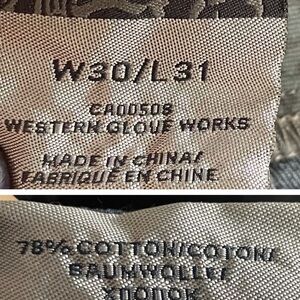 W30/L31
CA00508
WESTERN GLOVE WORKS
MADE IN CHINA/
FABRIQUÉ EN CHINE
78% COTTON/COTON/
BAUMWOLLE/
ХЛОПОК